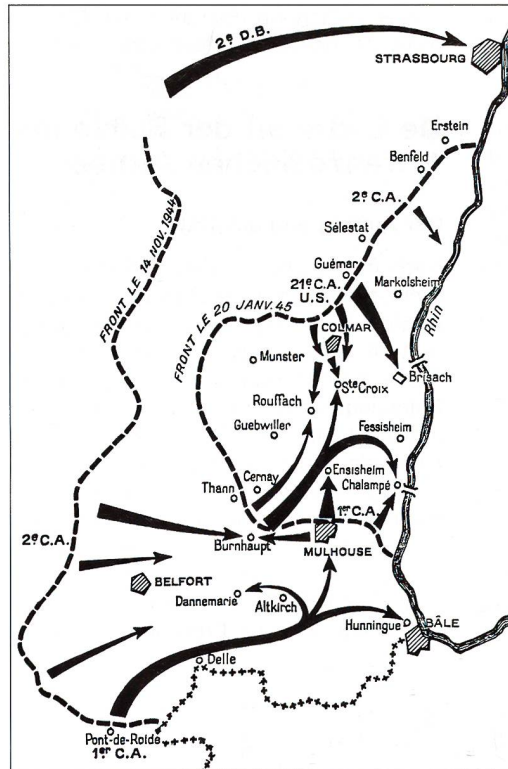 2e D.B.
STRASBOURG
Erstein
Benfeld
2e C.A.
Sélestat
Guémar
21e C.A.
U.S.
Markolsheim
FRONT LE 14 NOV. 1944
FRONT LE 20 JANV. 45
COLMAR
Rhin
Munster
Ste Croix
Brisach
Rouffach
Guebwiller
Fessisheim
Cernay
Ensisheim
Chalampé
Thann
1er C.A.
2e C.A.
Burnhaupt
MULHOUSE
BELFORT
Dannemarie
Altkirch
Hunningue
BÂLE
Delle
Pont-de-Roide
1er C.A.